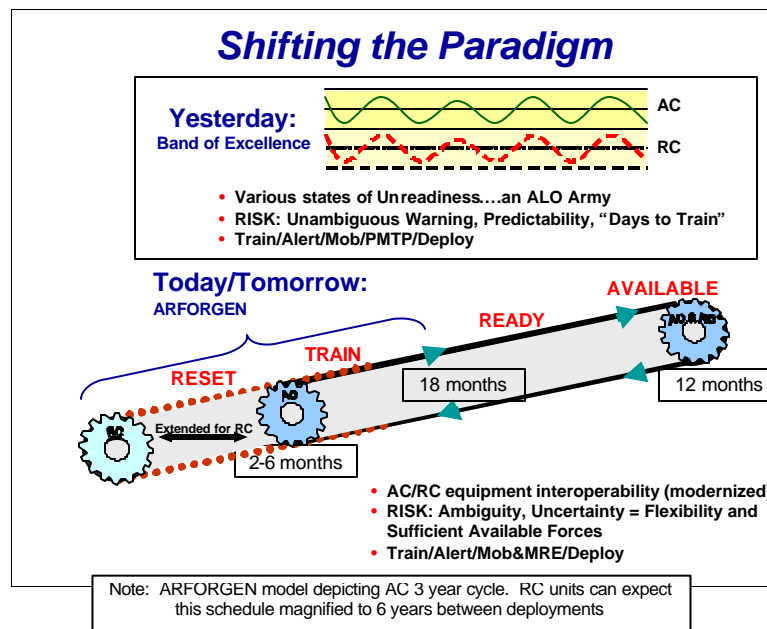 Shifting the Paradigm
Yesterday:
Band of Excellence
AC
RC
• Various states of Unreadiness….an ALO Army
• RISK: Unambiguous Warning, Predictability, “Days to Train”
• Train/Alert/Mob/PMTP/Deploy
Today/Tomorrow:
ARFORGEN
AVAILABLE
READY
TRAIN
RESET
AC & RC
18 months
12 months
AC
RC
Extended for RC
2-6 months
• AC/RC equipment interoperability (modernized)
• RISK: Ambiguity, Uncertainty = Flexibility and
Sufficient Available Forces
• Train/Alert/Mob&MRE/Deploy
Note: ARFORGEN model depicting AC 3 year cycle. RC units can expect
this schedule magnified to 6 years between deployments